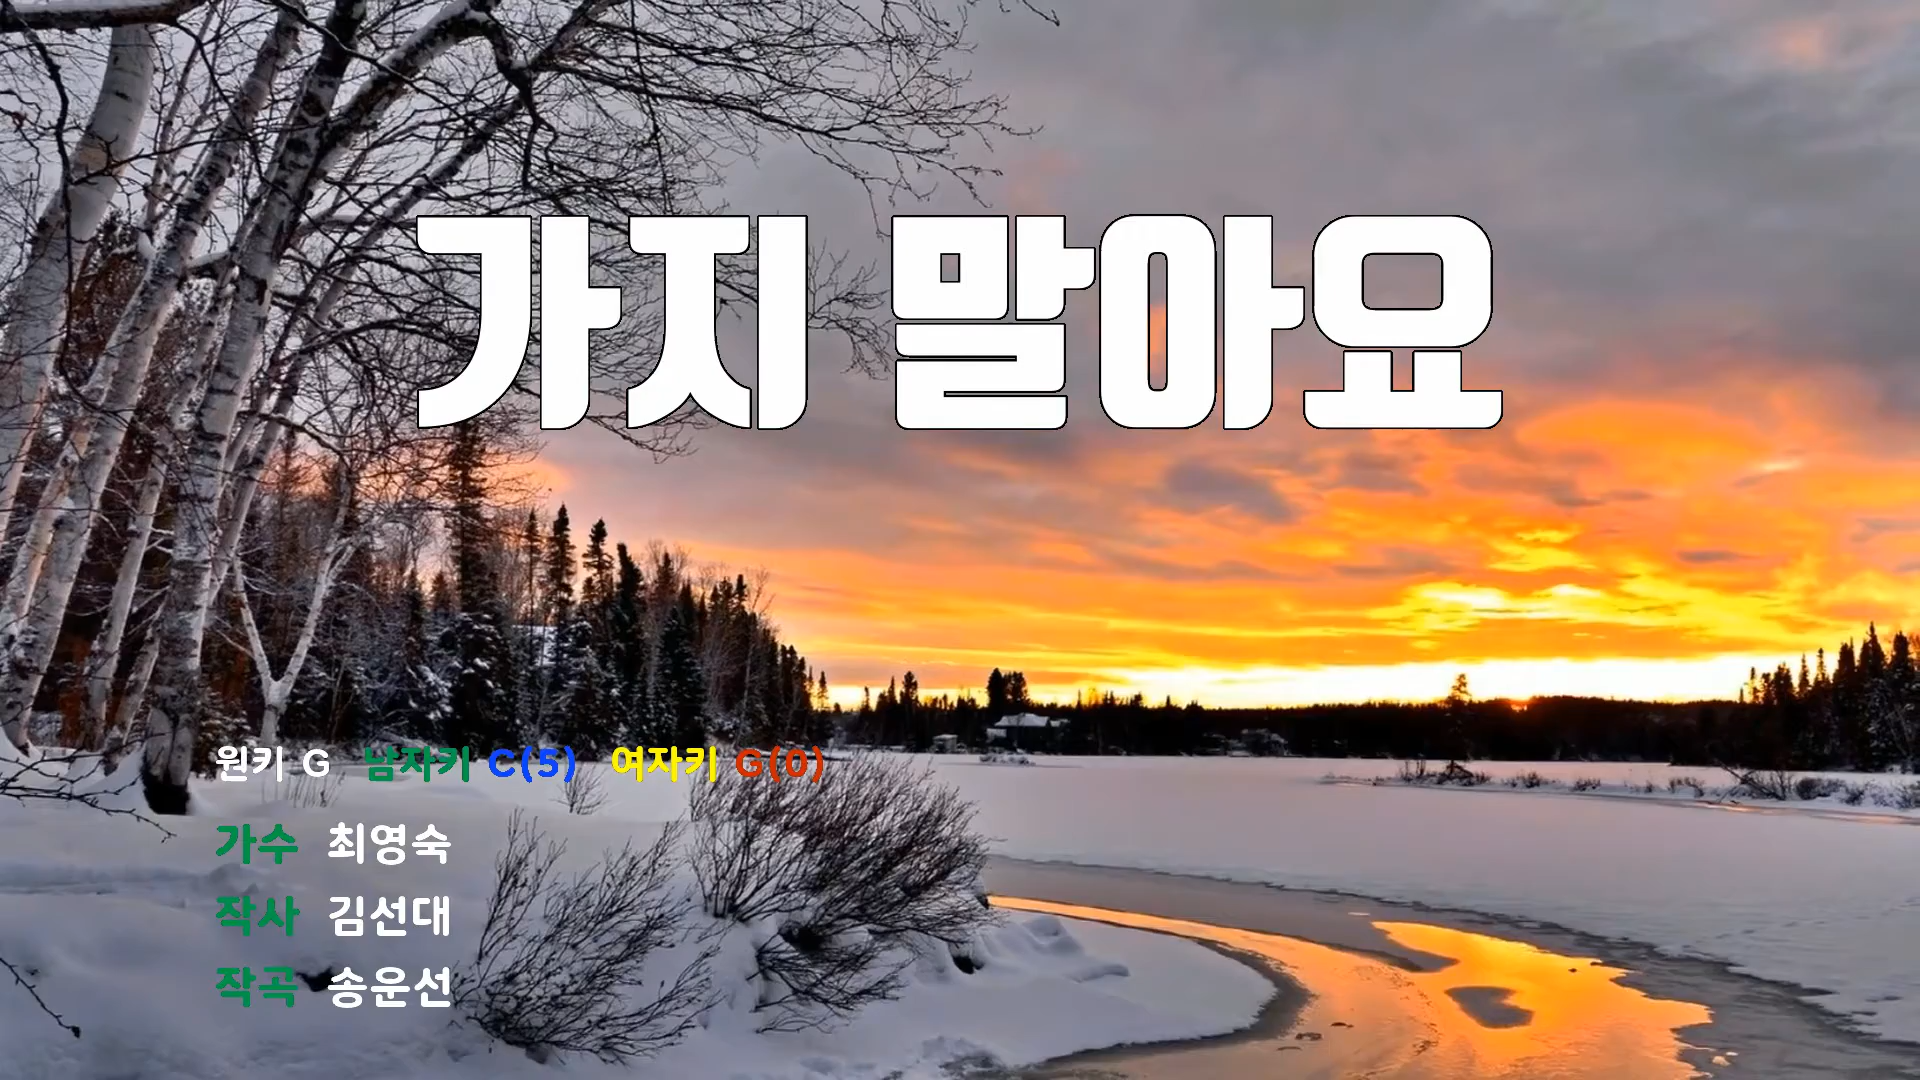 가지 말아요
원키 G 남자키 C(5) 여자키 G(0)
가수 최영숙
작사 김선대
작곡 송운선